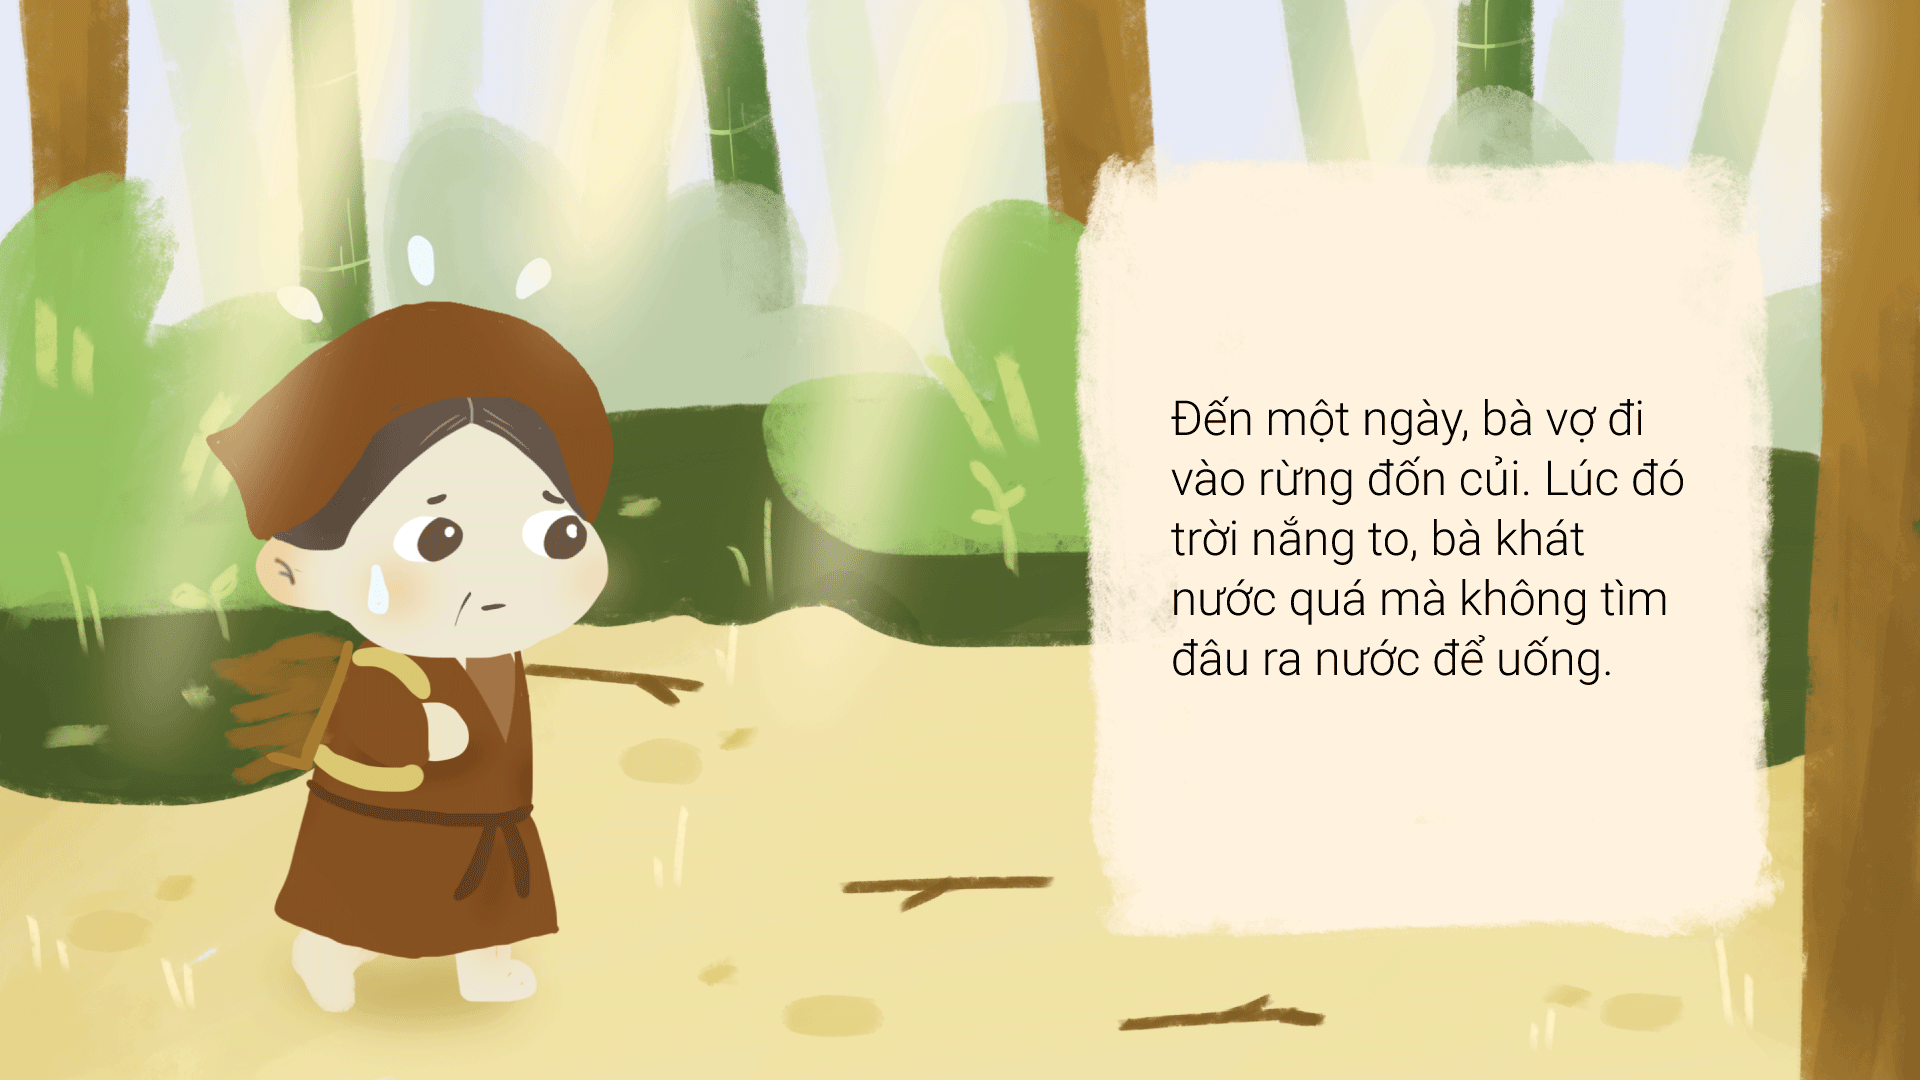 Đến một ngày, bà vợ đi
vào rừng đốn củi. Lúc đó
trời nắng to, bà khát
nước quá mà không tìm
đâu ra nước để uống.